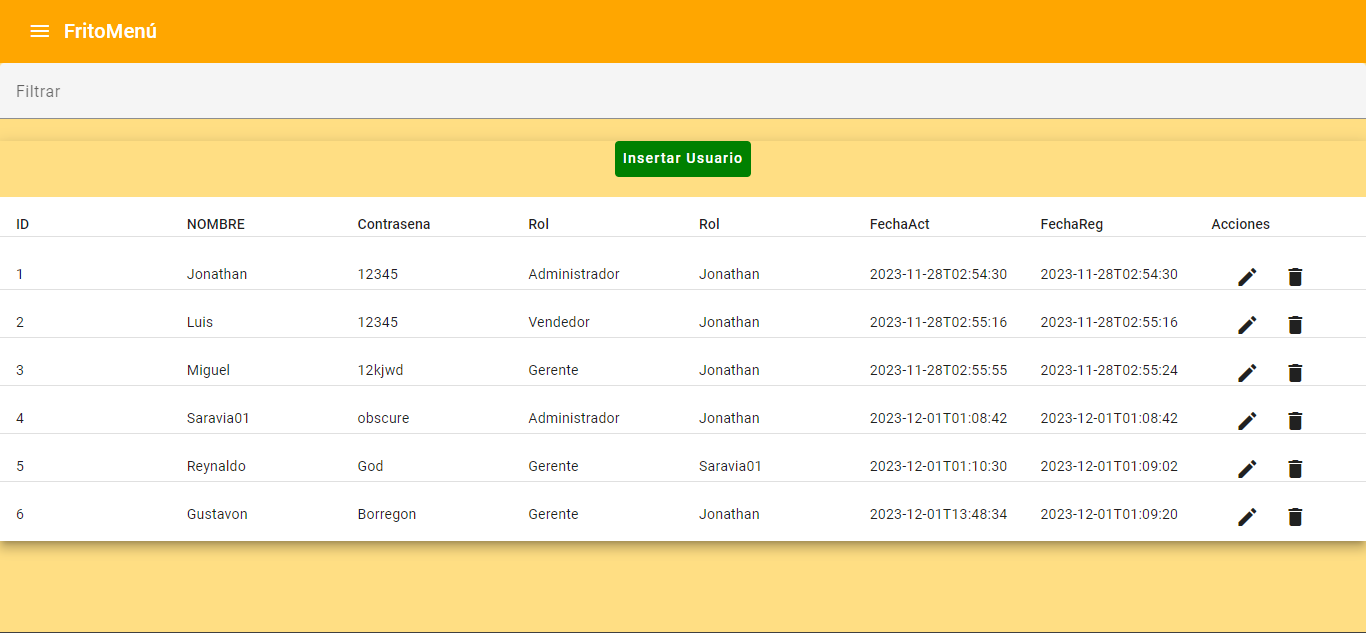 FritoMenú
Filtrar
Insertar Usuario
ID NOMBRE Contrasena Rol Rol FechaAct FechaReg Acciones
1 Jonathan 12345 Administrador Jonathan 2023-11-28T02:54:30 2023-11-28T02:54:30
2 Luis 12345 Vendedor Jonathan 2023-11-28T02:55:16 2023-11-28T02:55:16
3 Miguel 12kjwd Gerente Jonathan 2023-11-28T02:55:55 2023-11-28T02:55:24
4 Saravia01 obscure Administrador Jonathan 2023-12-01T01:08:42 2023-12-01T01:08:42
5 Reynaldo God Gerente Saravia01 2023-12-01T01:10:30 2023-12-01T01:09:02
6 Gustavon Borregon Gerente Jonathan 2023-12-01T13:48:34 2023-12-01T01:09:20